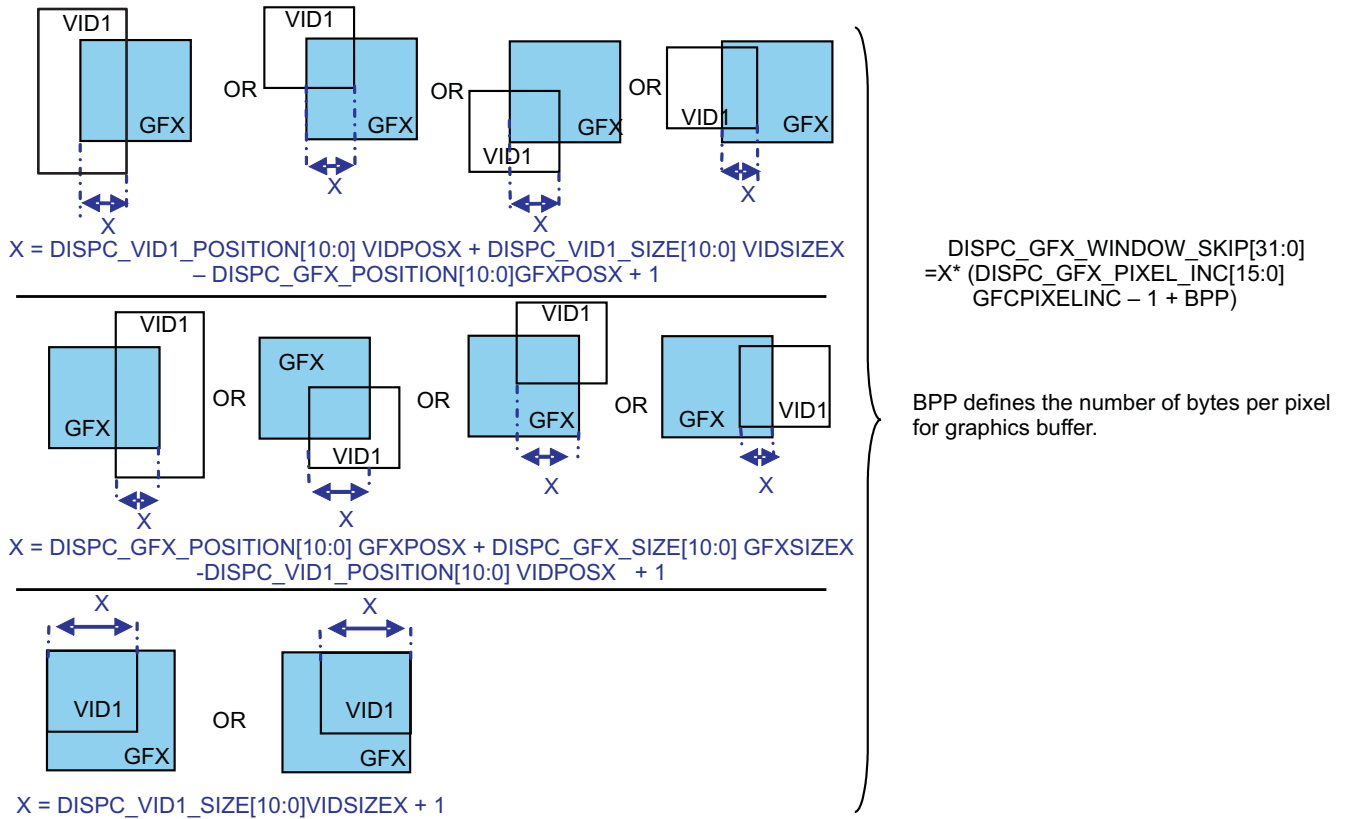 VID1
GFX
X
OR
VID1
GFX
X
OR
GFX
VID1
X
OR
VID1
GFX
X
X = DISPC_VID1_POSITION[10:0] VIDPOSX + DISPC_VID1_SIZE[10:0] VIDSIZEX
– DISPC_GFX_POSITION[10:0]GFXPOSX + 1
VID1
GFX
X
OR
GFX
VID1
X
OR
VID1
GFX
X
OR
GFX
VID1
X
X = DISPC_GFX_POSITION[10:0] GFXPOSX + DISPC_GFX_SIZE[10:0] GFXSIZEX
-DISPC_VID1_POSITION[10:0] VIDPOSX + 1
X
VID1
GFX
OR
X
VID1
GFX
X = DISPC_VID1_SIZE[10:0]VIDSIZEX + 1
DISPC_GFX_WINDOW_SKIP[31:0]
=X* (DISPC_GFX_PIXEL_INC[15:0]
GFCPIXELINC – 1 + BPP)
BPP defines the number of bytes per pixel
for graphics buffer.